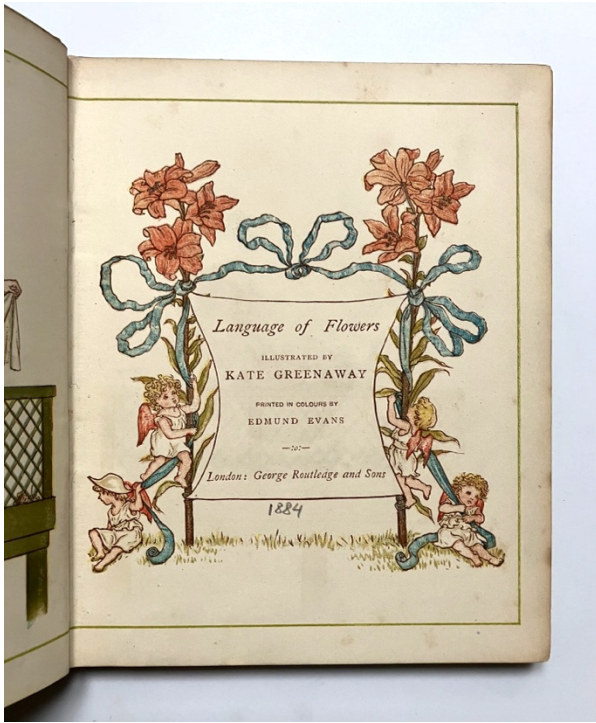 Language of Flowers
ILLUSTRATED BY
KATE GREENAWAY
PRINTED IN COLOURS BY
EDMUND EVANS
London: George Routledge and Sons
1884